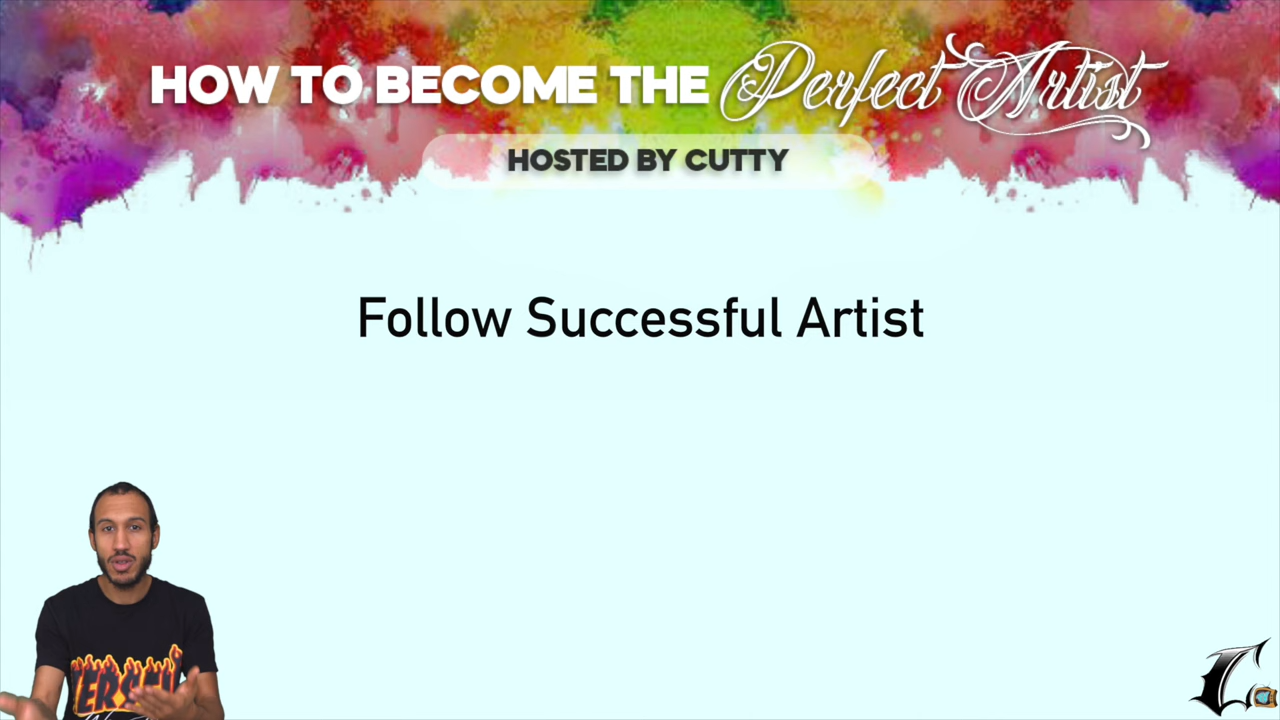 HOW TO BECOME THE Perfect Artist
HOSTED BY CUTTY
Follow Successful Artist